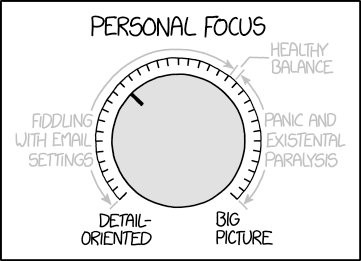 PERSONAL FOCUS
HEALTHY
BALANCE
FIDDLING
WITH EMAIL
SETTINGS
PANIC AND
EXISTENTAL
PARALYSIS
DETAIL-
ORIENTED
BIG
PICTURE